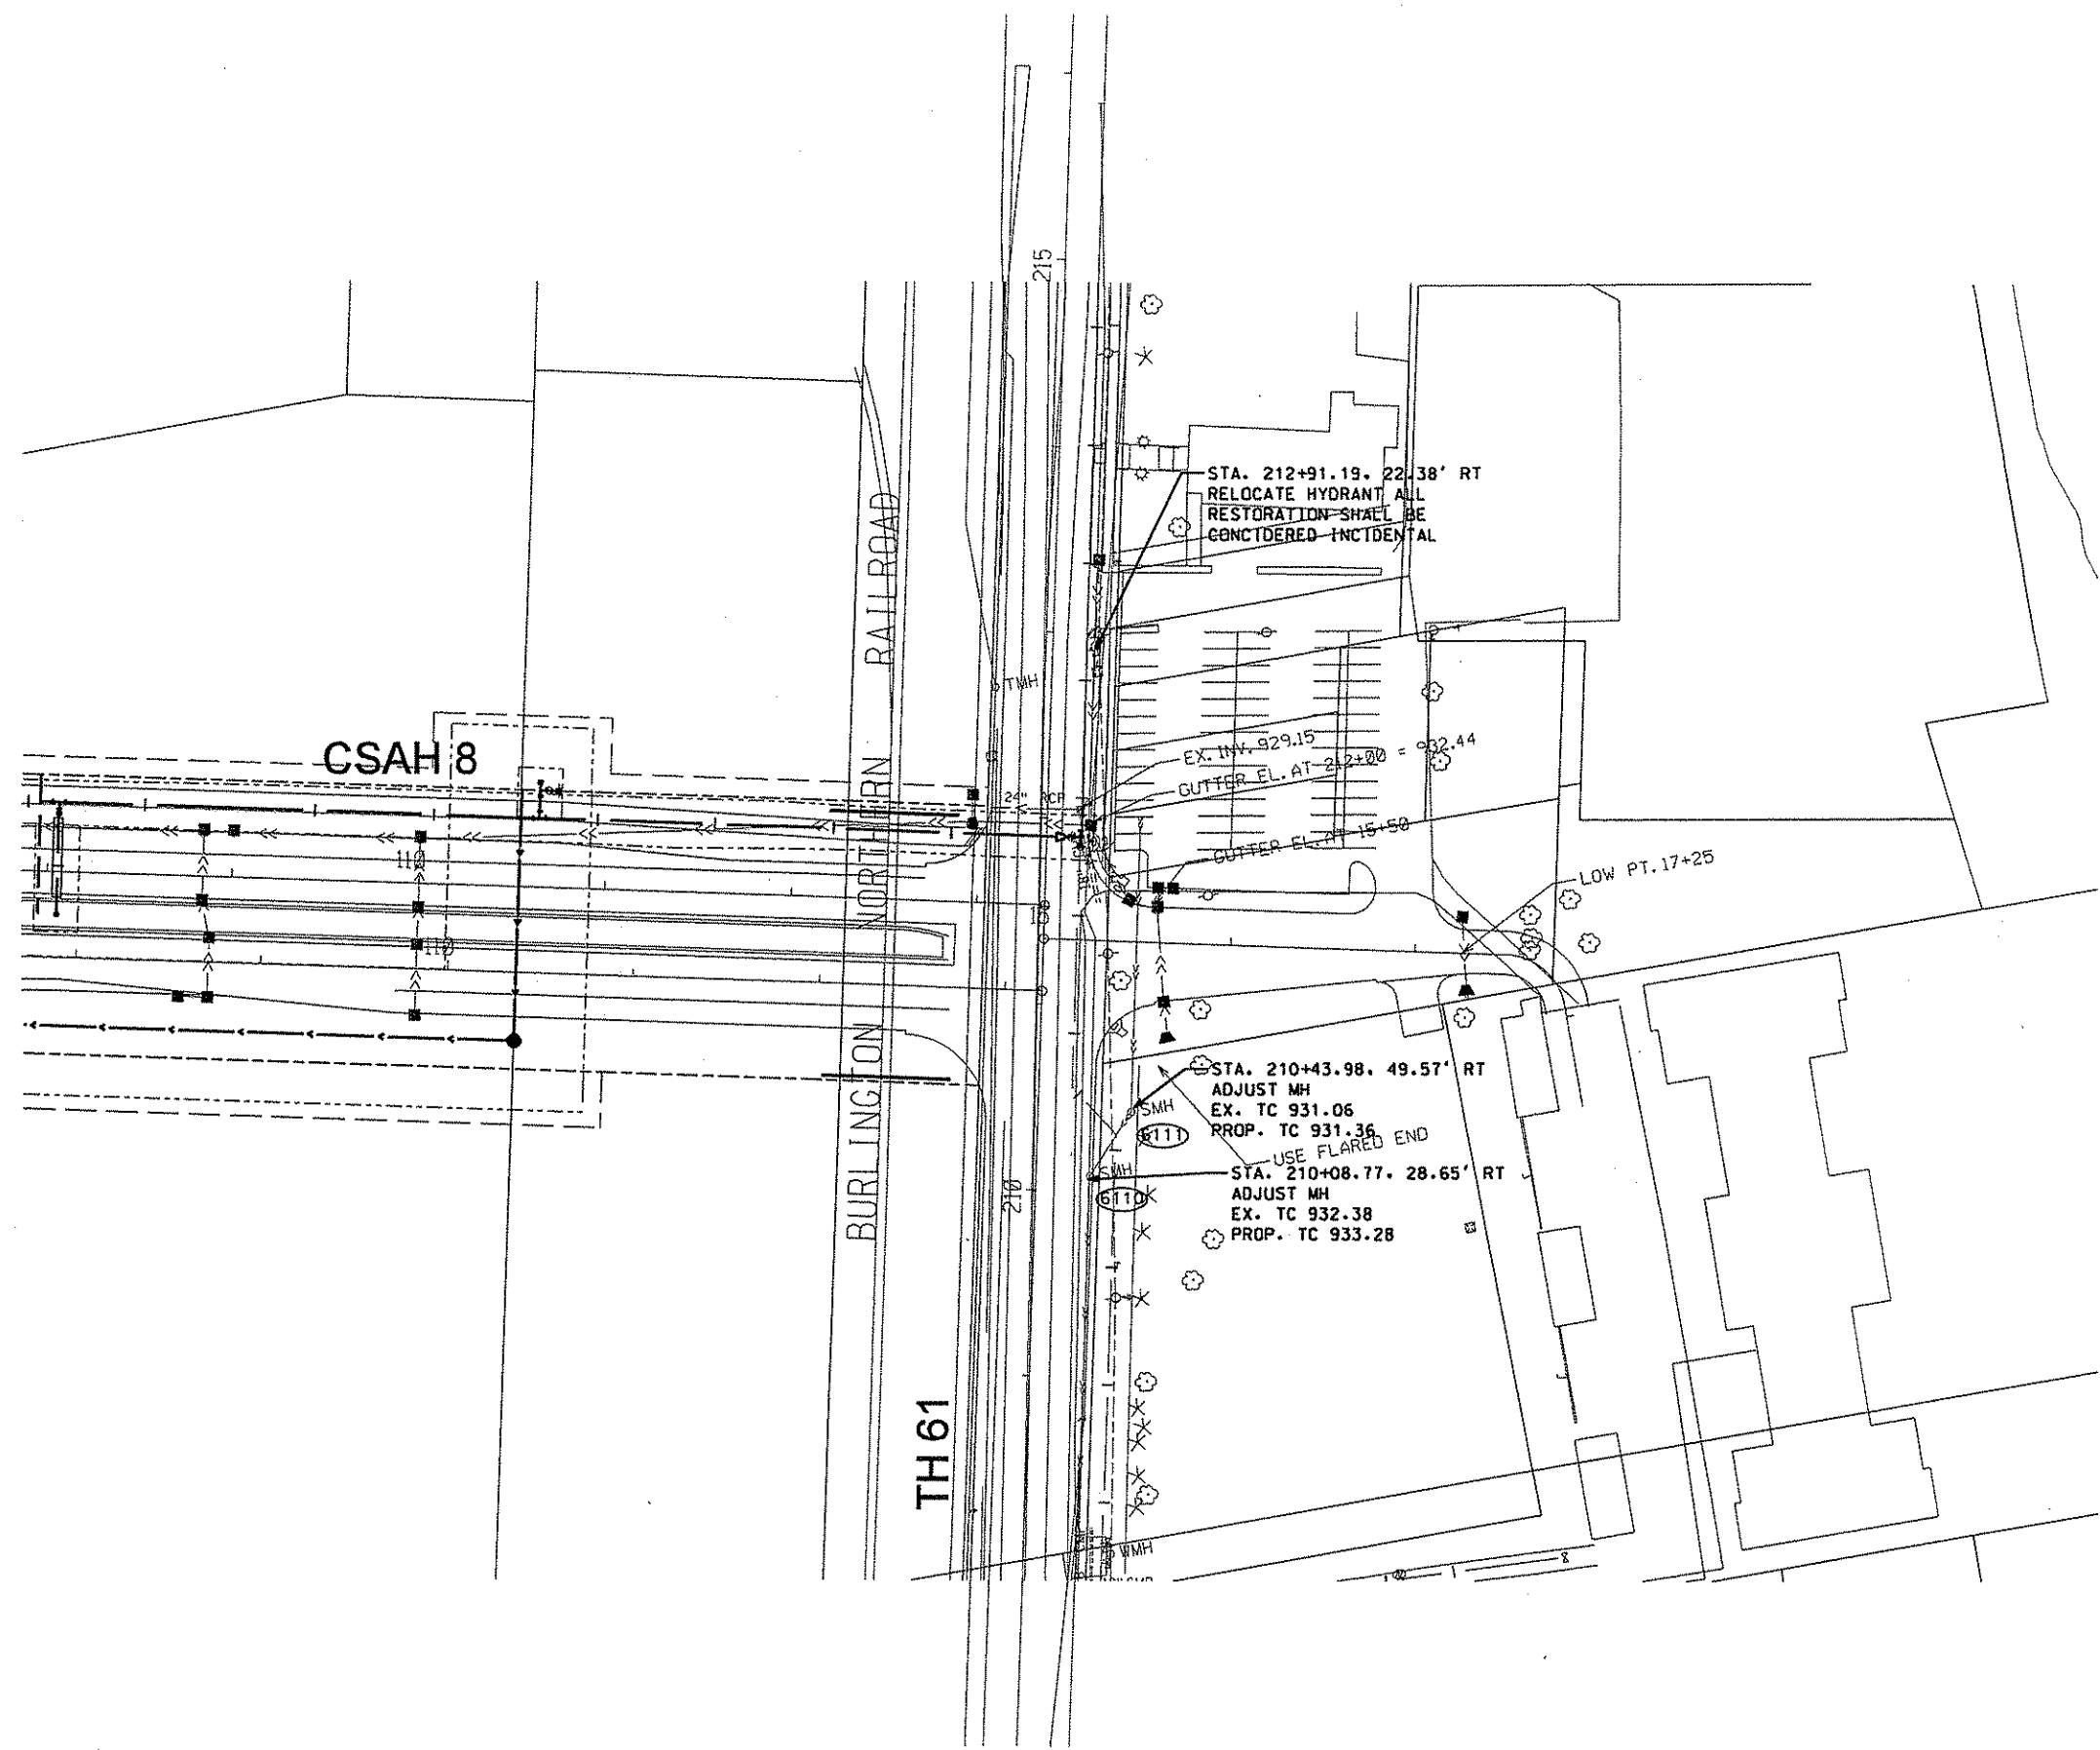 215
STA. 212+91.19. 22.38' RT
RELOCATE HYDRANT ALL
RESTORATION SHALL BE
CONCIDERED INCIDENTAL
BURLINGTON NORTHERN RAILROAD
TMH
CSAH 8
EX. INV. 929.15
GUTTER EL. AT 212+00 = 932.44
24" RCP
GUTTER EL. AT 15+50
LOW PT. 17+25
110
110
STA. 210+43.98. 49.57' RT
ADJUST MH
EX. TC 931.06
PROP. TC 931.36
SMH
6111
USE FLARED END
SMH
6110
STA. 210+08.77. 28.65' RT
ADJUST MH
EX. TC 932.38
PROP. TC 933.28
210
TH 61
WMH
8